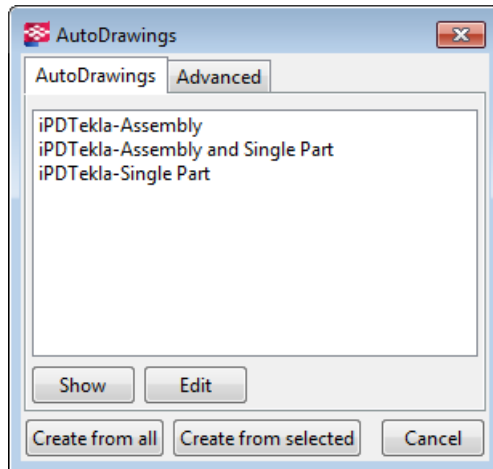 AutoDrawings
AutoDrawings Advanced
iPDTekla-Assembly
iPDTekla-Assembly and Single Part
iPDTekla-Single Part
Show Edit
Create from all Create from selected Cancel